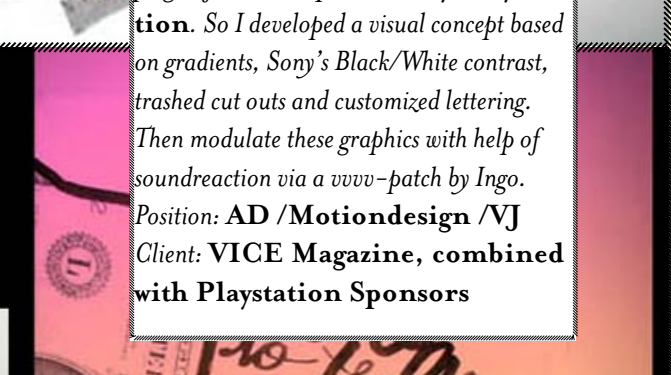 tion. So I developed a visual concept based
on gradients, Sony's Black/White contrast,
trashed cut outs and customized lettering.
Then modulate these graphics with help of
soundreaction via a vvvv-patch by Ingo.
Position: AD /Motiondesign /VJ
Client: VICE Magazine, combined
with Playstation Sponsors